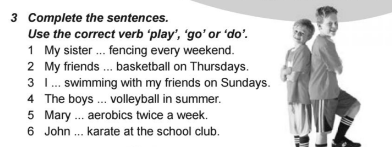 3 Complete the sentences.
Use the correct verb ‘play’, ‘go’ or ‘do’.
1 My sister ... fencing every weekend.
2 My friends ... basketball on Thursdays.
3 I ... swimming with my friends on Sundays.
4 The boys ... volleyball in summer.
5 Mary ... aerobics twice a week.
6 John ... karate at the school club.